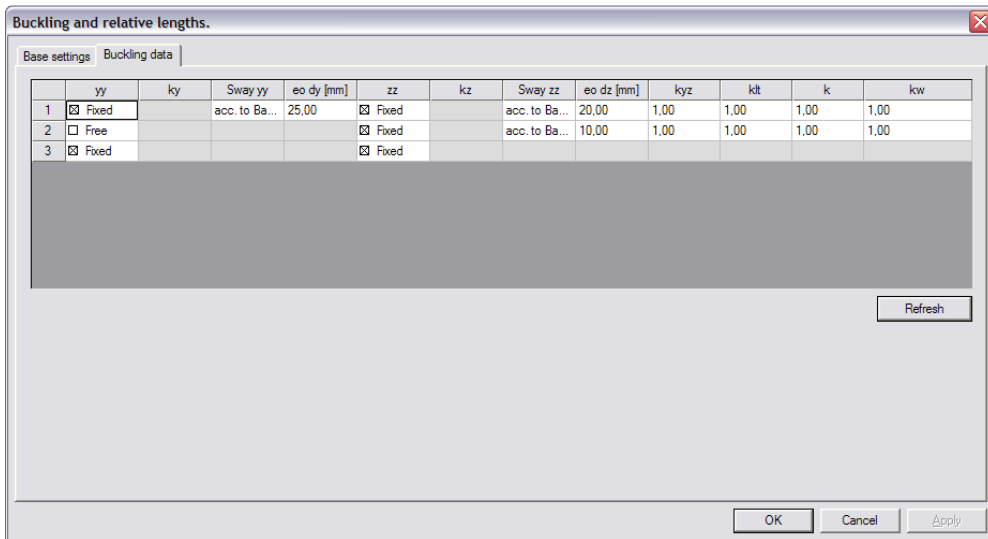 Buckling and relative lengths.
Base settings Buckling data
yy ky Sway yy eo dy [mm] zz kz Sway zz eo dz [mm] kyz klt k kw
1 Fixed acc. to Ba... 25,00 Fixed acc. to Ba... 20,00 1,00 1,00 1,00 1,00
2 Free Fixed acc. to Ba... 10,00 1,00 1,00 1,00 1,00
3 Fixed Fixed
Refresh
OK Cancel Apply